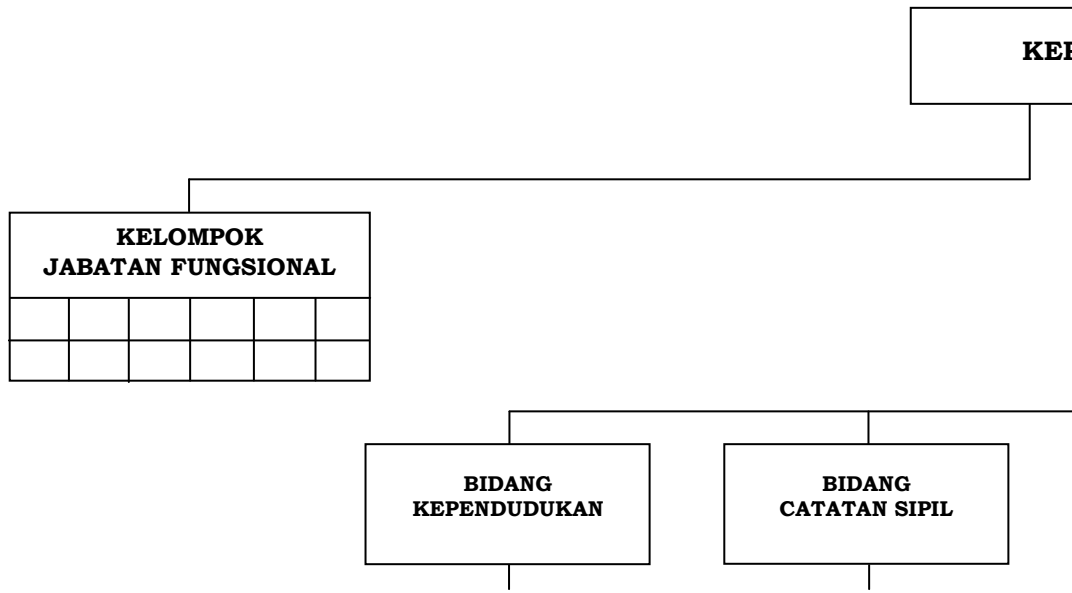 KELOMPOK
JABATAN FUNGSIONAL
BIDANG
KEPENDUDUKAN
BIDANG
CATATAN SIPIL